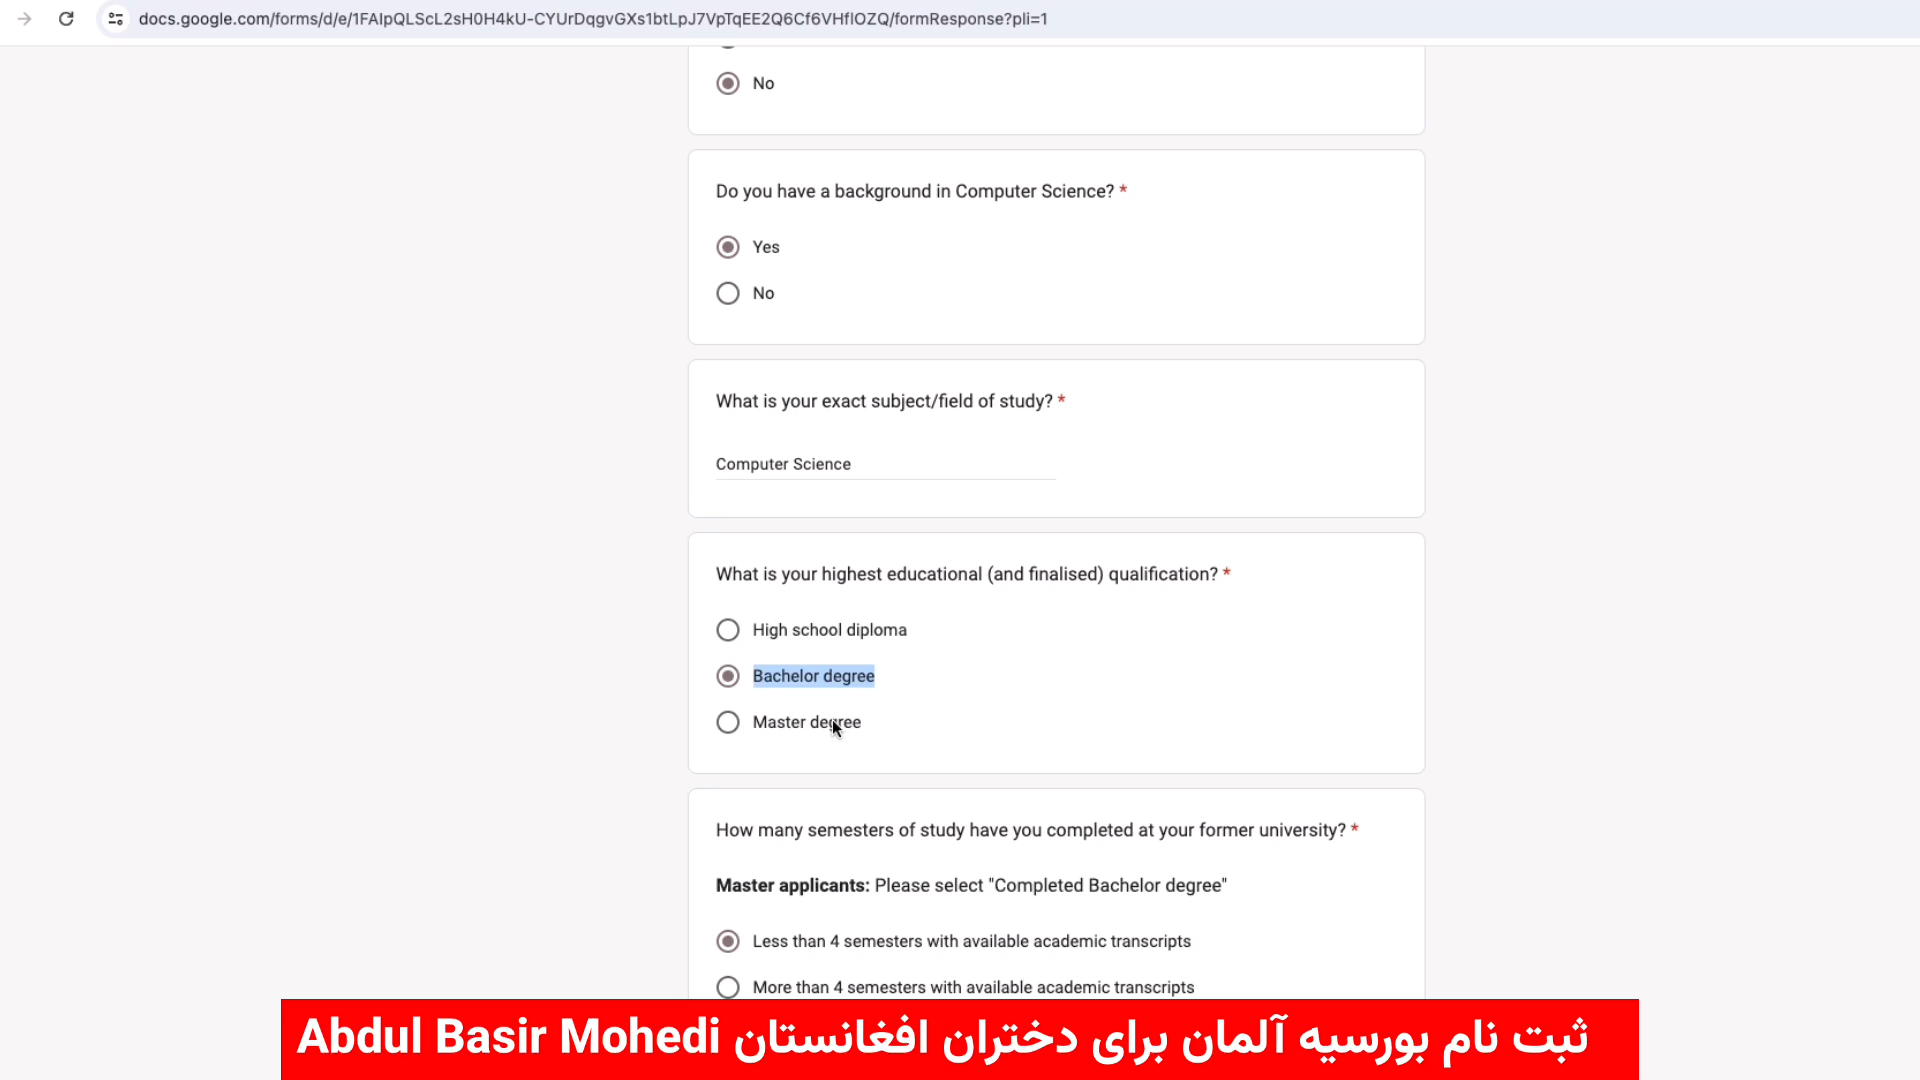 docs.google.com/forms/d/e/1FAIpQLScL2sH0H4kU-CYUrDqgvGXs1btLpJ7VpTqEE2Q6Cf6VHflOZQ/formResponse?pli=1
No
Do you have a background in Computer Science? *
Yes
No
What is your exact subject/field of study? *
Computer Science
What is your highest educational (and finalised) qualification? *
High school diploma
Bachelor degree
Master degree
How many semesters of study have you completed at your former university? *
Master applicants: Please select "Completed Bachelor degree"
Less than 4 semesters with available academic transcripts
More than 4 semesters with available academic transcripts
ثبت نام بورسیه آلمان برای دختران افغانستان Abdul Basir Mohedi